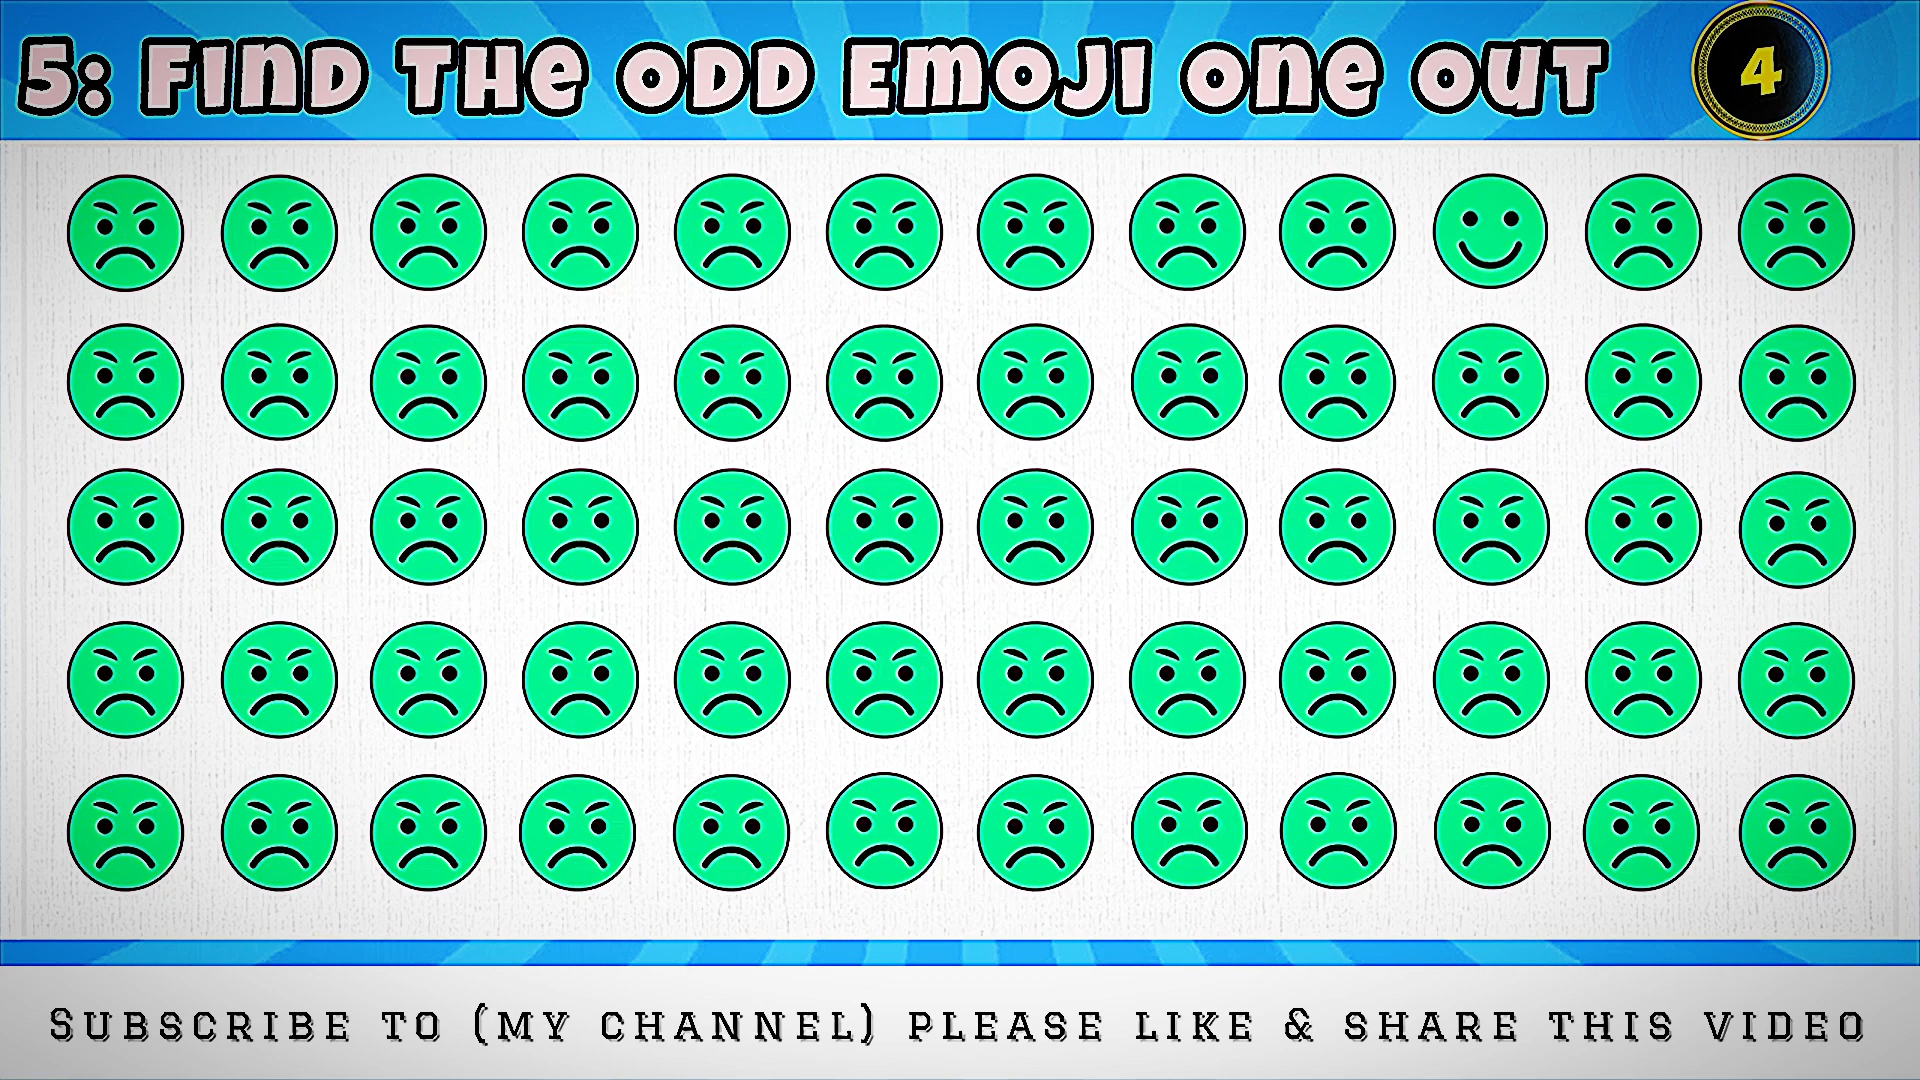 5: FIND THE ODD EMOJI ONE OUT
4
SUBSCRIBE TO (MY CHANNEL) PLEASE LIKE & SHARE THIS VIDEO